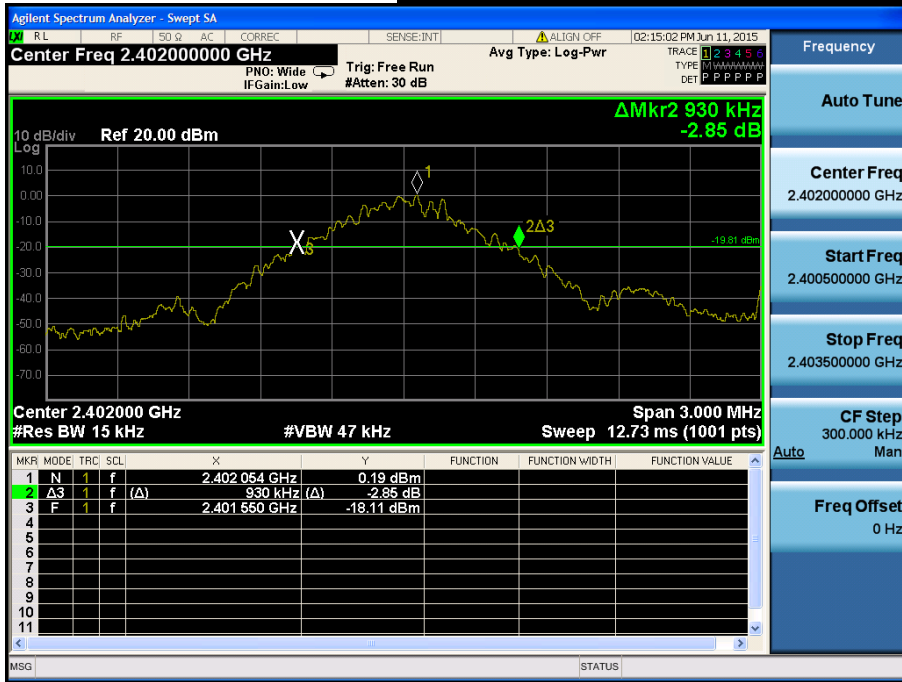 Agilent Spectrum Analyzer - Swept SA
LXI RL RF 50 Ω AC CORREC SENSE:INT ALIGN OFF 02:15:02 PM Jun 11, 2015
Center Freq 2.402000000 GHz
PNO: Wide
IFGain:Low
Trig: Free Run
#Atten: 30 dB
Avg Type: Log-Pwr
TRACE 1 2 3 4 5 6
TYPE MWWWWW
DET P P P P P P
ΔMkr2 930 kHz
-2.85 dB
10 dB/div Ref 20.00 dBm
Log
10.0
0.00
-10.0
-20.0
-30.0
-40.0
-50.0
-60.0
-70.0
1
2Δ3
3
-19.81 dBm
Center 2.402000 GHz Span 3.000 MHz
#Res BW 15 kHz #VBW 47 kHz Sweep 12.73 ms (1001 pts)
MKR MODE TRC SCL X Y FUNCTION FUNCTION WIDTH FUNCTION VALUE
1 N 1 f 2.402 054 GHz 0.19 dBm
2 Δ3 1 f (Δ) 930 kHz (Δ) -2.85 dB
3 F 1 f 2.401 550 GHz -18.11 dBm
4
5
6
7
8
9
10
11
MSG STATUS
Frequency
Auto Tune
Center Freq
2.402000000 GHz
Start Freq
2.400500000 GHz
Stop Freq
2.403500000 GHz
CF Step
300.000 kHz
Auto Man
Freq Offset
0 Hz